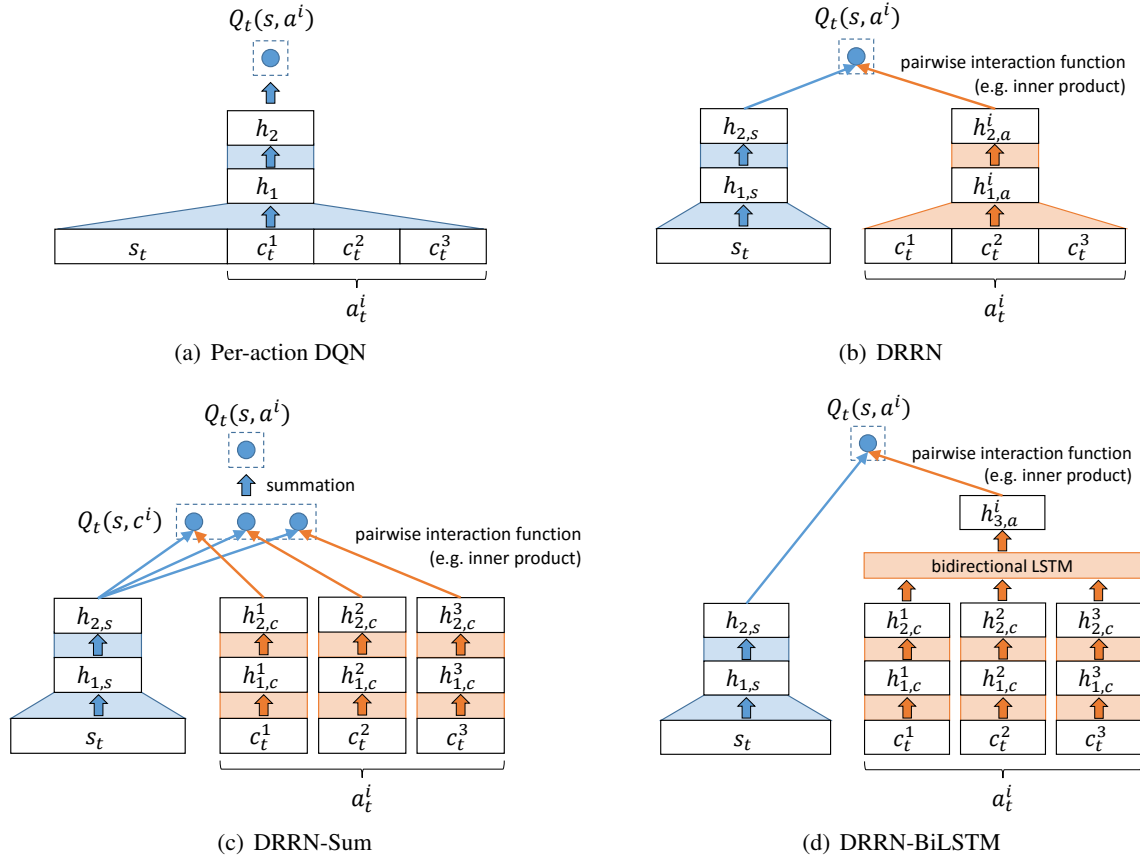 Q_t(s, a^i)
h_2
h_1
s_t c_t^1 c_t^2 c_t^3
a_t^i
(a) Per-action DQN
Q_t(s, a^i)
pairwise interaction function
(e.g. inner product)
h_{2,s} h_{2,a}^i
h_{1,s} h_{1,a}^i
s_t c_t^1 c_t^2 c_t^3
a_t^i
(b) DRRN
Q_t(s, a^i)
summation
Q_t(s, c^i)
pairwise interaction function
(e.g. inner product)
h_{2,s} h_{2,c}^1 h_{2,c}^2 h_{2,c}^3
h_{1,s} h_{1,c}^1 h_{1,c}^2 h_{1,c}^3
s_t c_t^1 c_t^2 c_t^3
a_t^i
(c) DRRN-Sum
Q_t(s, a^i)
pairwise interaction function
(e.g. inner product)
h_{3,a}^i
bidirectional LSTM
h_{2,s} h_{2,c}^1 h_{2,c}^2 h_{2,c}^3
h_{1,s} h_{1,c}^1 h_{1,c}^2 h_{1,c}^3
s_t c_t^1 c_t^2 c_t^3
a_t^i
(d) DRRN-BiLSTM